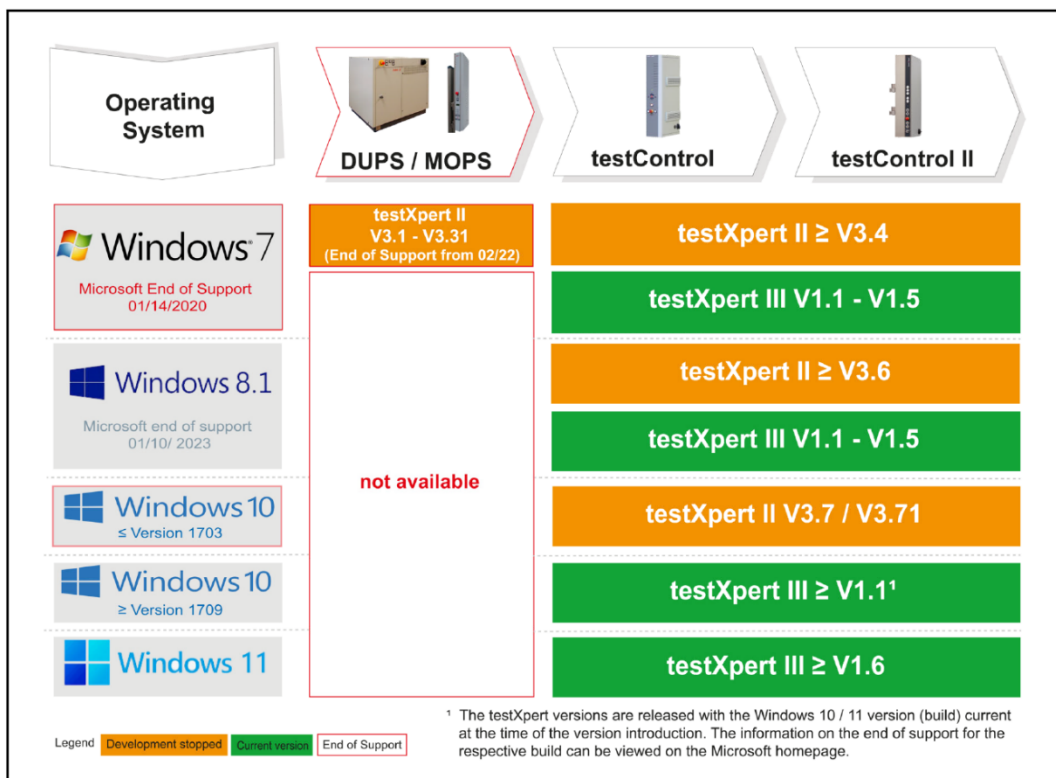 Operating
System
DUPS / MOPS
testControl
testControl II
Windows 7
Microsoft End of Support
01/14/2020
testXpert II
V3.1 - V3.31
(End of Support from 02/22)
testXpert II ≥ V3.4
testXpert III V1.1 - V1.5
Windows 8.1
Microsoft end of support
01/10/ 2023
testXpert II ≥ V3.6
testXpert III V1.1 - V1.5
not available
Windows 10
≤ Version 1703
testXpert II V3.7 / V3.71
Windows 10
≥ Version 1709
testXpert III ≥ V1.1¹
Windows 11
testXpert III ≥ V1.6
Legend
Development stopped
Current version
End of Support
¹ The testXpert versions are released with the Windows 10 / 11 version (build) current
at the time of the version introduction. The information on the end of support for the
respective build can be viewed on the Microsoft homepage.